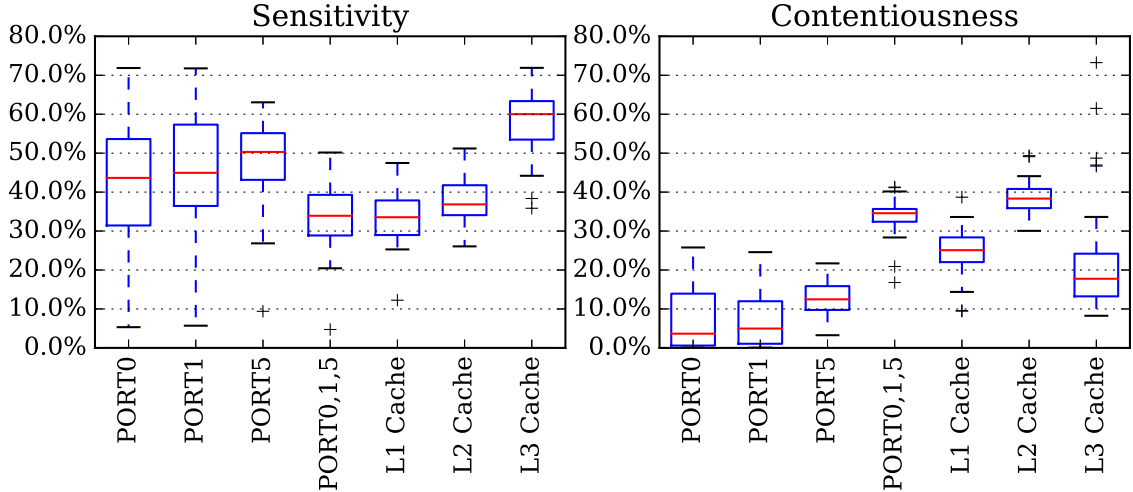 Sensitivity
80.0%
70.0%
60.0%
50.0%
40.0%
30.0%
20.0%
10.0%
0.0%
PORT0
PORT1
PORT5
PORT0,1,5
L1 Cache
L2 Cache
L3 Cache
Contentiousness
80.0%
70.0%
60.0%
50.0%
40.0%
30.0%
20.0%
10.0%
0.0%
PORT0
PORT1
PORT5
PORT0,1,5
L1 Cache
L2 Cache
L3 Cache